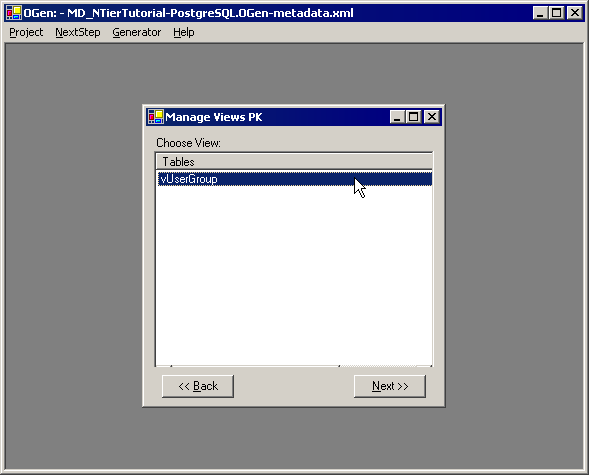 OGen: - MD_NTierTutorial-PostgreSQL.OGen-metadata.xml
Project NextStep Generator Help
Manage Views PK
Choose View:
Tables
vUserGroup
<< Back Next >>